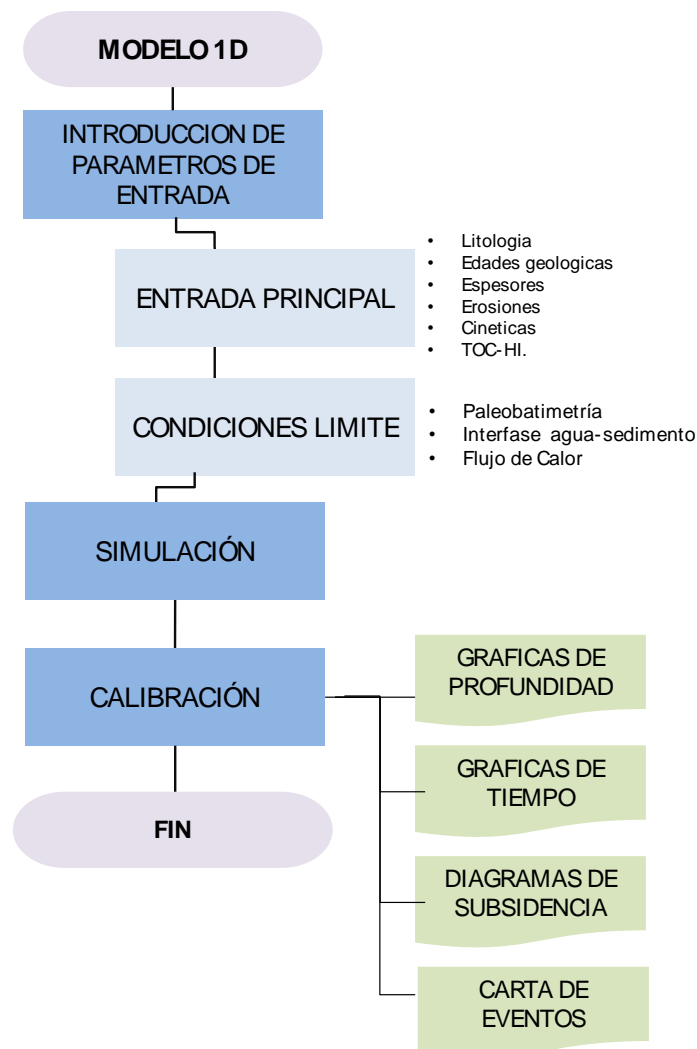 MODELO 1D
INTRODUCCION DE
PARAMETROS DE
ENTRADA
ENTRADA PRINCIPAL
• Litologia
• Edades geologicas
• Espesores
• Erosiones
• Cineticas
• TOC-HI.
CONDICIONES LIMITE
• Paleobatimetría
• Interfase agua-sedimento
• Flujo de Calor
SIMULACIÓN
CALIBRACIÓN
GRAFICAS DE
PROFUNDIDAD
GRAFICAS DE
TIEMPO
DIAGRAMAS DE
SUBSIDENCIA
CARTA DE
EVENTOS
FIN